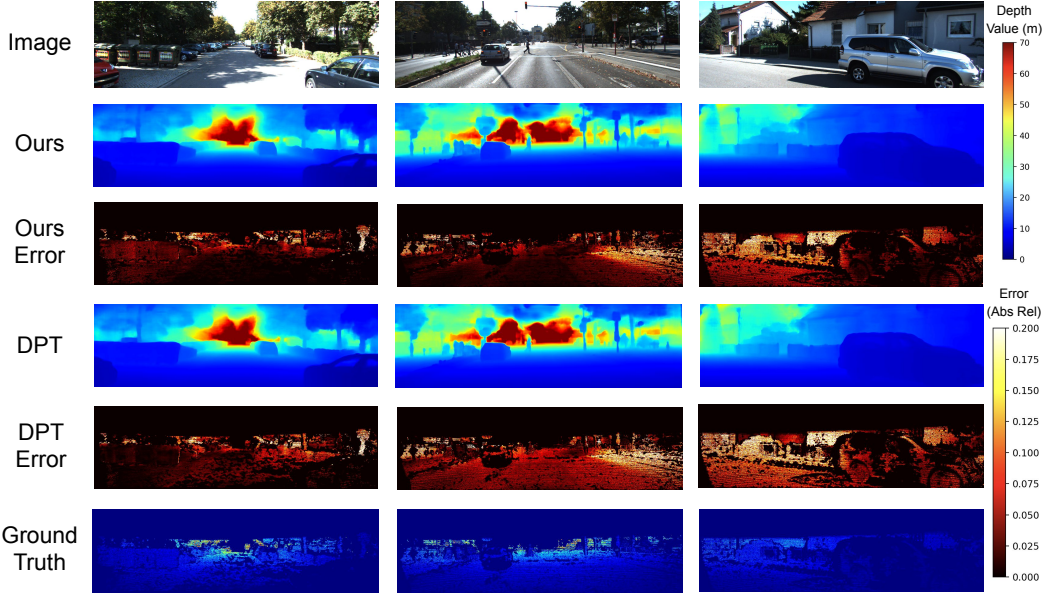 Image
Ours
Ours
Error
DPT
DPT
Error
Ground
Truth
Depth
Value (m)
70
60
50
40
30
20
10
0
Error
(Abs Rel)
0.200
0.175
0.150
0.125
0.100
0.075
0.050
0.025
0.000